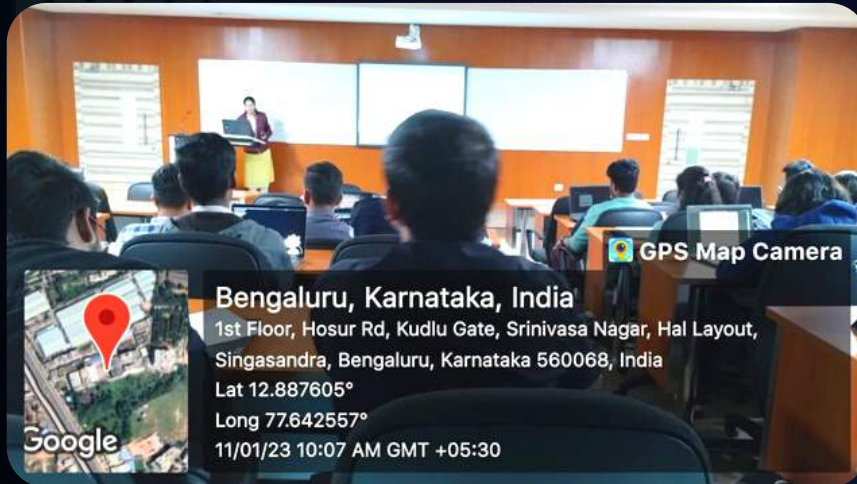 GPS Map Camera
Bengaluru, Karnataka, India
1st Floor, Hosur Rd, Kudlu Gate, Srinivasa Nagar, Hal Layout,
Singasandra, Bengaluru, Karnataka 560068, India
Lat 12.887605°
Long 77.642557°
11/01/23 10:07 AM GMT +05:30
Google